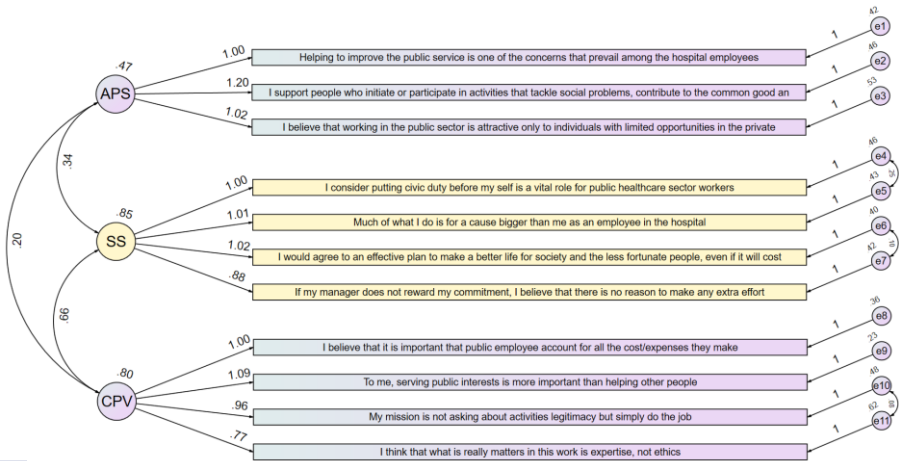 42
e1
1
Helping to improve the public service is one of the concerns that prevail among the hospital employees
1.00
.47
APS
46
e2
1
I support people who initiate or participate in activities that tackle social problems, contribute to the common good an
1.20
53
e3
1
I believe that working in the public sector is attractive only to individuals with limited opportunities in the private
1.02
.34
.20
46
e4
1
I consider putting civic duty before my self is a vital role for public healthcare sector workers
1.00
43
e5
1
Much of what I do is for a cause bigger than me as an employee in the hospital
1.01
.85
SS
40
e6
1
I would agree to an effective plan to make a better life for society and the less fortunate people, even if it will cost
1.02
42
e7
1
If my manager does not reward my commitment, I believe that there is no reason to make any extra effort
.88
.66
36
e8
1
I believe that it is important that public employee account for all the cost/expenses they make
1.00
23
e9
1
To me, serving public interests is more important than helping other people
1.09
.80
CPV
48
e10
1
My mission is not asking about activities legitimacy but simply do the job
.96
62
e11
1
I think that what is really matters in this work is expertise, not ethics
.77